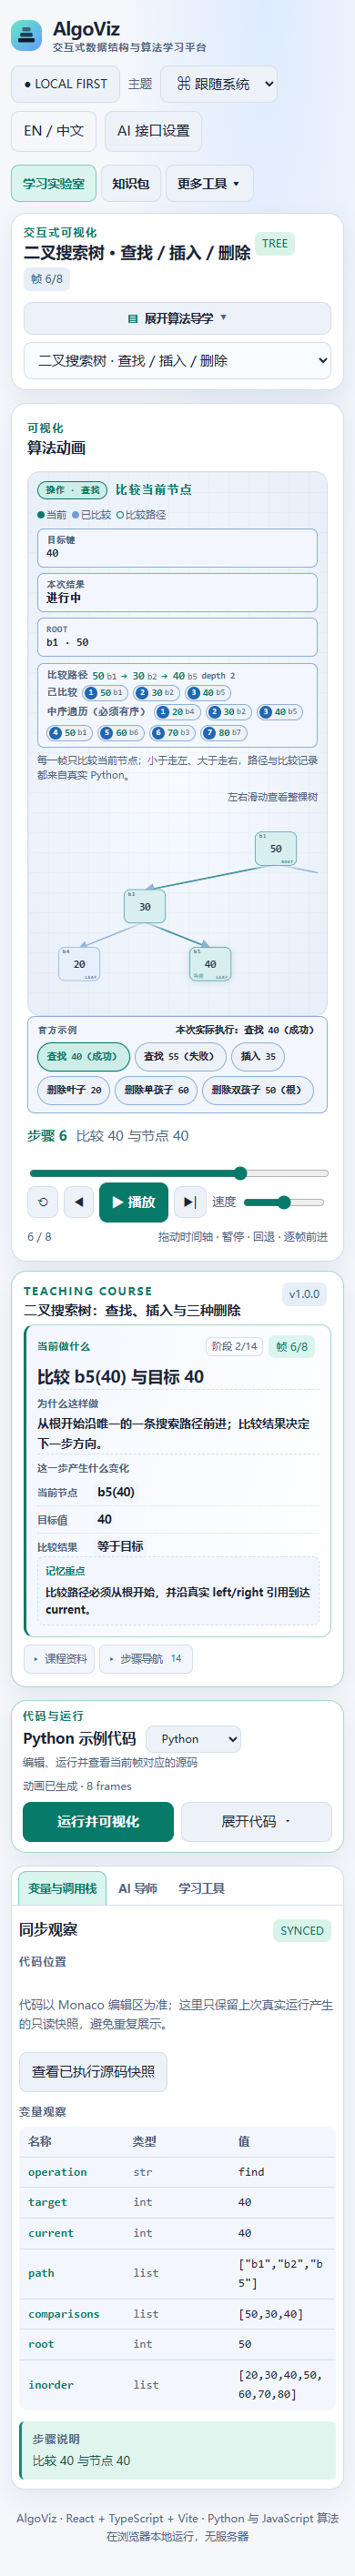 AlgoViz
交互式数据结构与算法学习平台
● LOCAL FIRST
主题
⌘ 跟随系统
EN / 中文
AI 接口设置
学习实验室
知识包
更多工具 ▾
交互式可视化
二叉搜索树 · 查找 / 插入 / 删除
TREE
帧 6/8
展开算法导学 ▾
二叉搜索树 · 查找 / 插入 / 删除
可视化
算法动画
操作 · 查找
比较当前节点
当前 已比较 比较路径
目标键
40
本次结果
进行中
ROOT
b1 · 50
比较路径 50 b1 → 30 b2 → 40 b5 depth 2
已比较 1 50 b1 2 30 b2 3 40 b5
中序遍历（必须有序） 1 20 b4 2 30 b2 3 40 b5
4 50 b1 5 60 b6 6 70 b3 7 80 b7
每一帧只比较当前节点；小于走左、大于走右，路径与比较记录
都来自真实 Python。
左右滑动查看整棵树
b1
50
ROOT
b2
30
b4
20
LEAF
b5
40
LEAF
官方示例
本次实际执行：查找 40（成功）
查找 40（成功）
查找 55（失败）
插入 35
删除叶子 20
删除单孩子 60
删除双孩子 50（根）
步骤 6 比较 40 与节点 40
⟲
◀
▶ 播放
▶|
速度
6 / 8
拖动时间轴 · 暂停 · 回退 · 逐帧前进
TEACHING COURSE
v1.0.0
二叉搜索树：查找、插入与三种删除
当前做什么
阶段 2/14
帧 6/8
比较 b5(40) 与目标 40
为什么这样做
从根开始沿唯一的一条搜索路径前进；比较结果决定
下一步方向。
这一步产生什么变化
当前节点 b5(40)
目标值 40
比较结果 等于目标
记忆重点
比较路径必须从根开始，并沿真实 left/right 引用到达
current。
▸ 课程资料
▸ 步骤导航 14
代码与运行
Python 示例代码
Python
编辑、运行并查看当前帧对应的源码
动画已生成 · 8 frames
运行并可视化
展开代码
变量与调用栈
AI 导师
学习工具
同步观察
SYNCED
代码位置
代码以 Monaco 编辑区为准；这里只保留上次真实运行产生
的只读快照，避免重复展示。
查看已执行源码快照
变量观察
名称 类型 值
operation str find
target int 40
current int 40
path list ["b1","b2","b
5"]
comparisons list [50,30,40]
root int 50
inorder list [20,30,40,50,
60,70,80]
步骤说明
比较 40 与节点 40
AlgoViz · React + TypeScript + Vite · Python 与 JavaScript 算法
在浏览器本地运行，无服务器